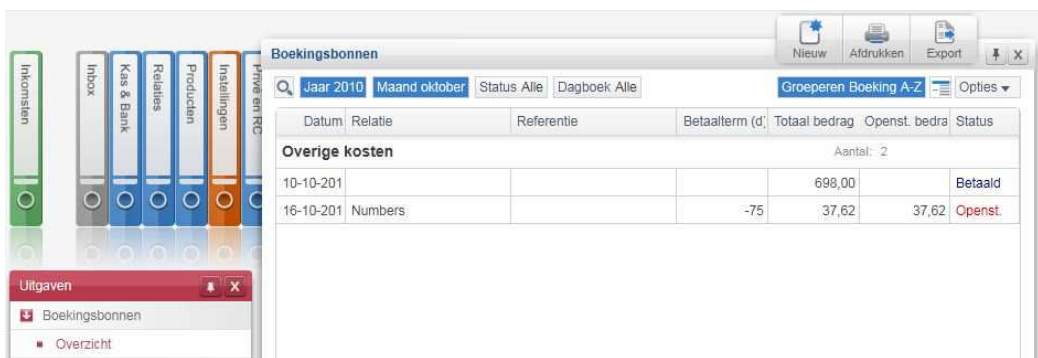 Nieuw Afdrukken Export
Boekingsbonnen
Jaar 2010 Maand oktober Status Alle Dagboek Alle Groeperen Boeking A-Z Opties
Datum Relatie Referentie Betaalterm (d) Totaal bedrag Openst. bedra Status
Overige kosten Aantal: 2
10-10-201 698,00 Betaald
16-10-201 Numbers -75 37,62 37,62 Openst.
Inkomsten
Inbox
Kas & Bank
Relaties
Producten
Instellingen
Privé en RC
Uitgaven
Boekingsbonnen
Overzicht